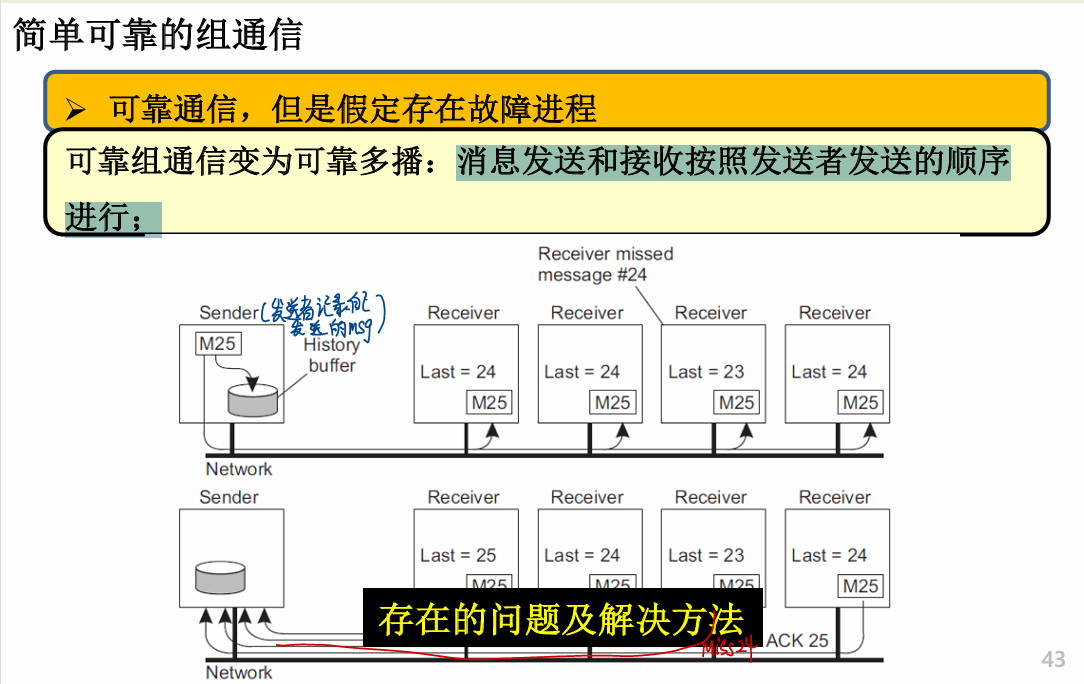 简单可靠的组通信
➢ 可靠通信，但是假定存在故障进程
可靠组通信变为可靠多播：消息发送和接收按照发送者发送的顺序
进行；
Receiver missed
message #24
Sender (发送者记录自己
发送的msg)
Receiver Receiver Receiver Receiver
M25
History
buffer
Last = 24 Last = 24 Last = 23 Last = 24
M25 M25 M25 M25
Network
Sender Receiver Receiver Receiver Receiver
Last = 25 Last = 24 Last = 23 Last = 24
M25 M25 M25 M25
存在的问题及解决方法
Miss24 ACK 25
Network
43